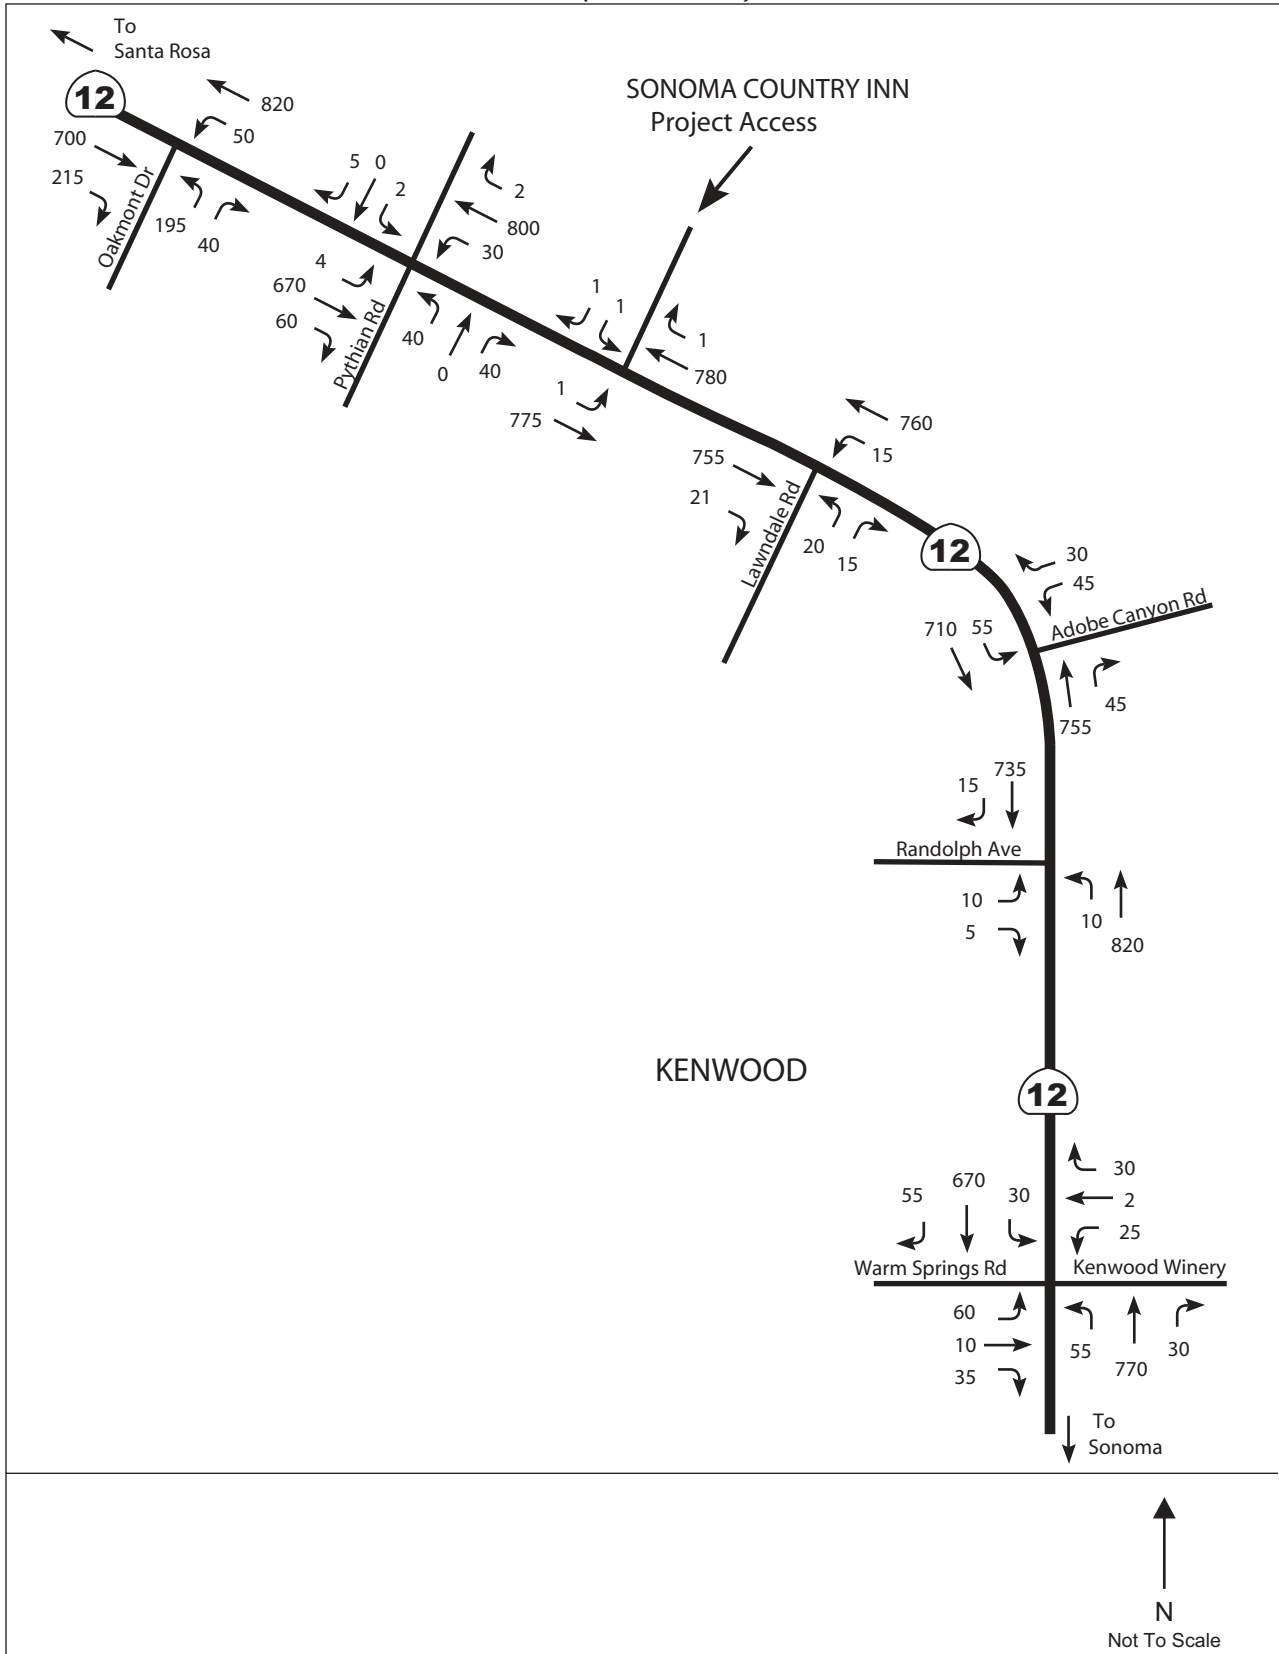 To
Santa Rosa
12
820
50
700
215
Oakmont Dr
195
40
SONOMA COUNTRY INN
Project Access
5 0
2
2
800
30
4
670
60
Pythian Rd
40
0
40
1
1
1
780
1
775
760
15
755
21
Lawndale Rd
20
15
12
30
45
Adobe Canyon Rd
710 55
45
755
15 735
Randolph Ave
10
5
10
820
KENWOOD
12
55 670 30
30
2
25
Warm Springs Rd
Kenwood Winery
60
10
35
55 770 30
To
Sonoma
N
Not To Scale